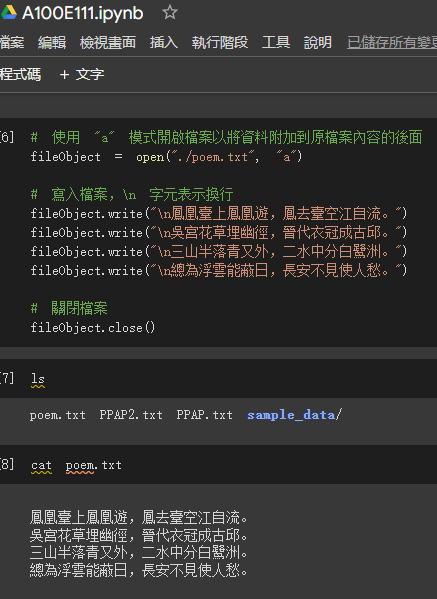 A100E111.ipynb
檔案 編輯 檢視畫面 插入 執行階段 工具 說明 已儲存所有變更
程式碼 + 文字
[6] # 使用 "a" 模式開啟檔案以將資料附加到原檔案內容的後面
fileObject = open("./poem.txt", "a")
# 寫入檔案，\n 字元表示換行
fileObject.write("\n鳳凰臺上鳳凰遊，鳳去臺空江自流。")
fileObject.write("\n吳宮花草埋幽徑，晉代衣冠成古邱。")
fileObject.write("\n三山半落青又外，二水中分白鷺洲。")
fileObject.write("\n總為浮雲能蔽日，長安不見使人愁。")
# 關閉檔案
fileObject.close()
[7] ls
poem.txt PPAP2.txt PPAP.txt sample_data/
[8] cat poem.txt
鳳凰臺上鳳凰遊，鳳去臺空江自流。
吳宮花草埋幽徑，晉代衣冠成古邱。
三山半落青又外，二水中分白鷺洲。
總為浮雲能蔽日，長安不見使人愁。